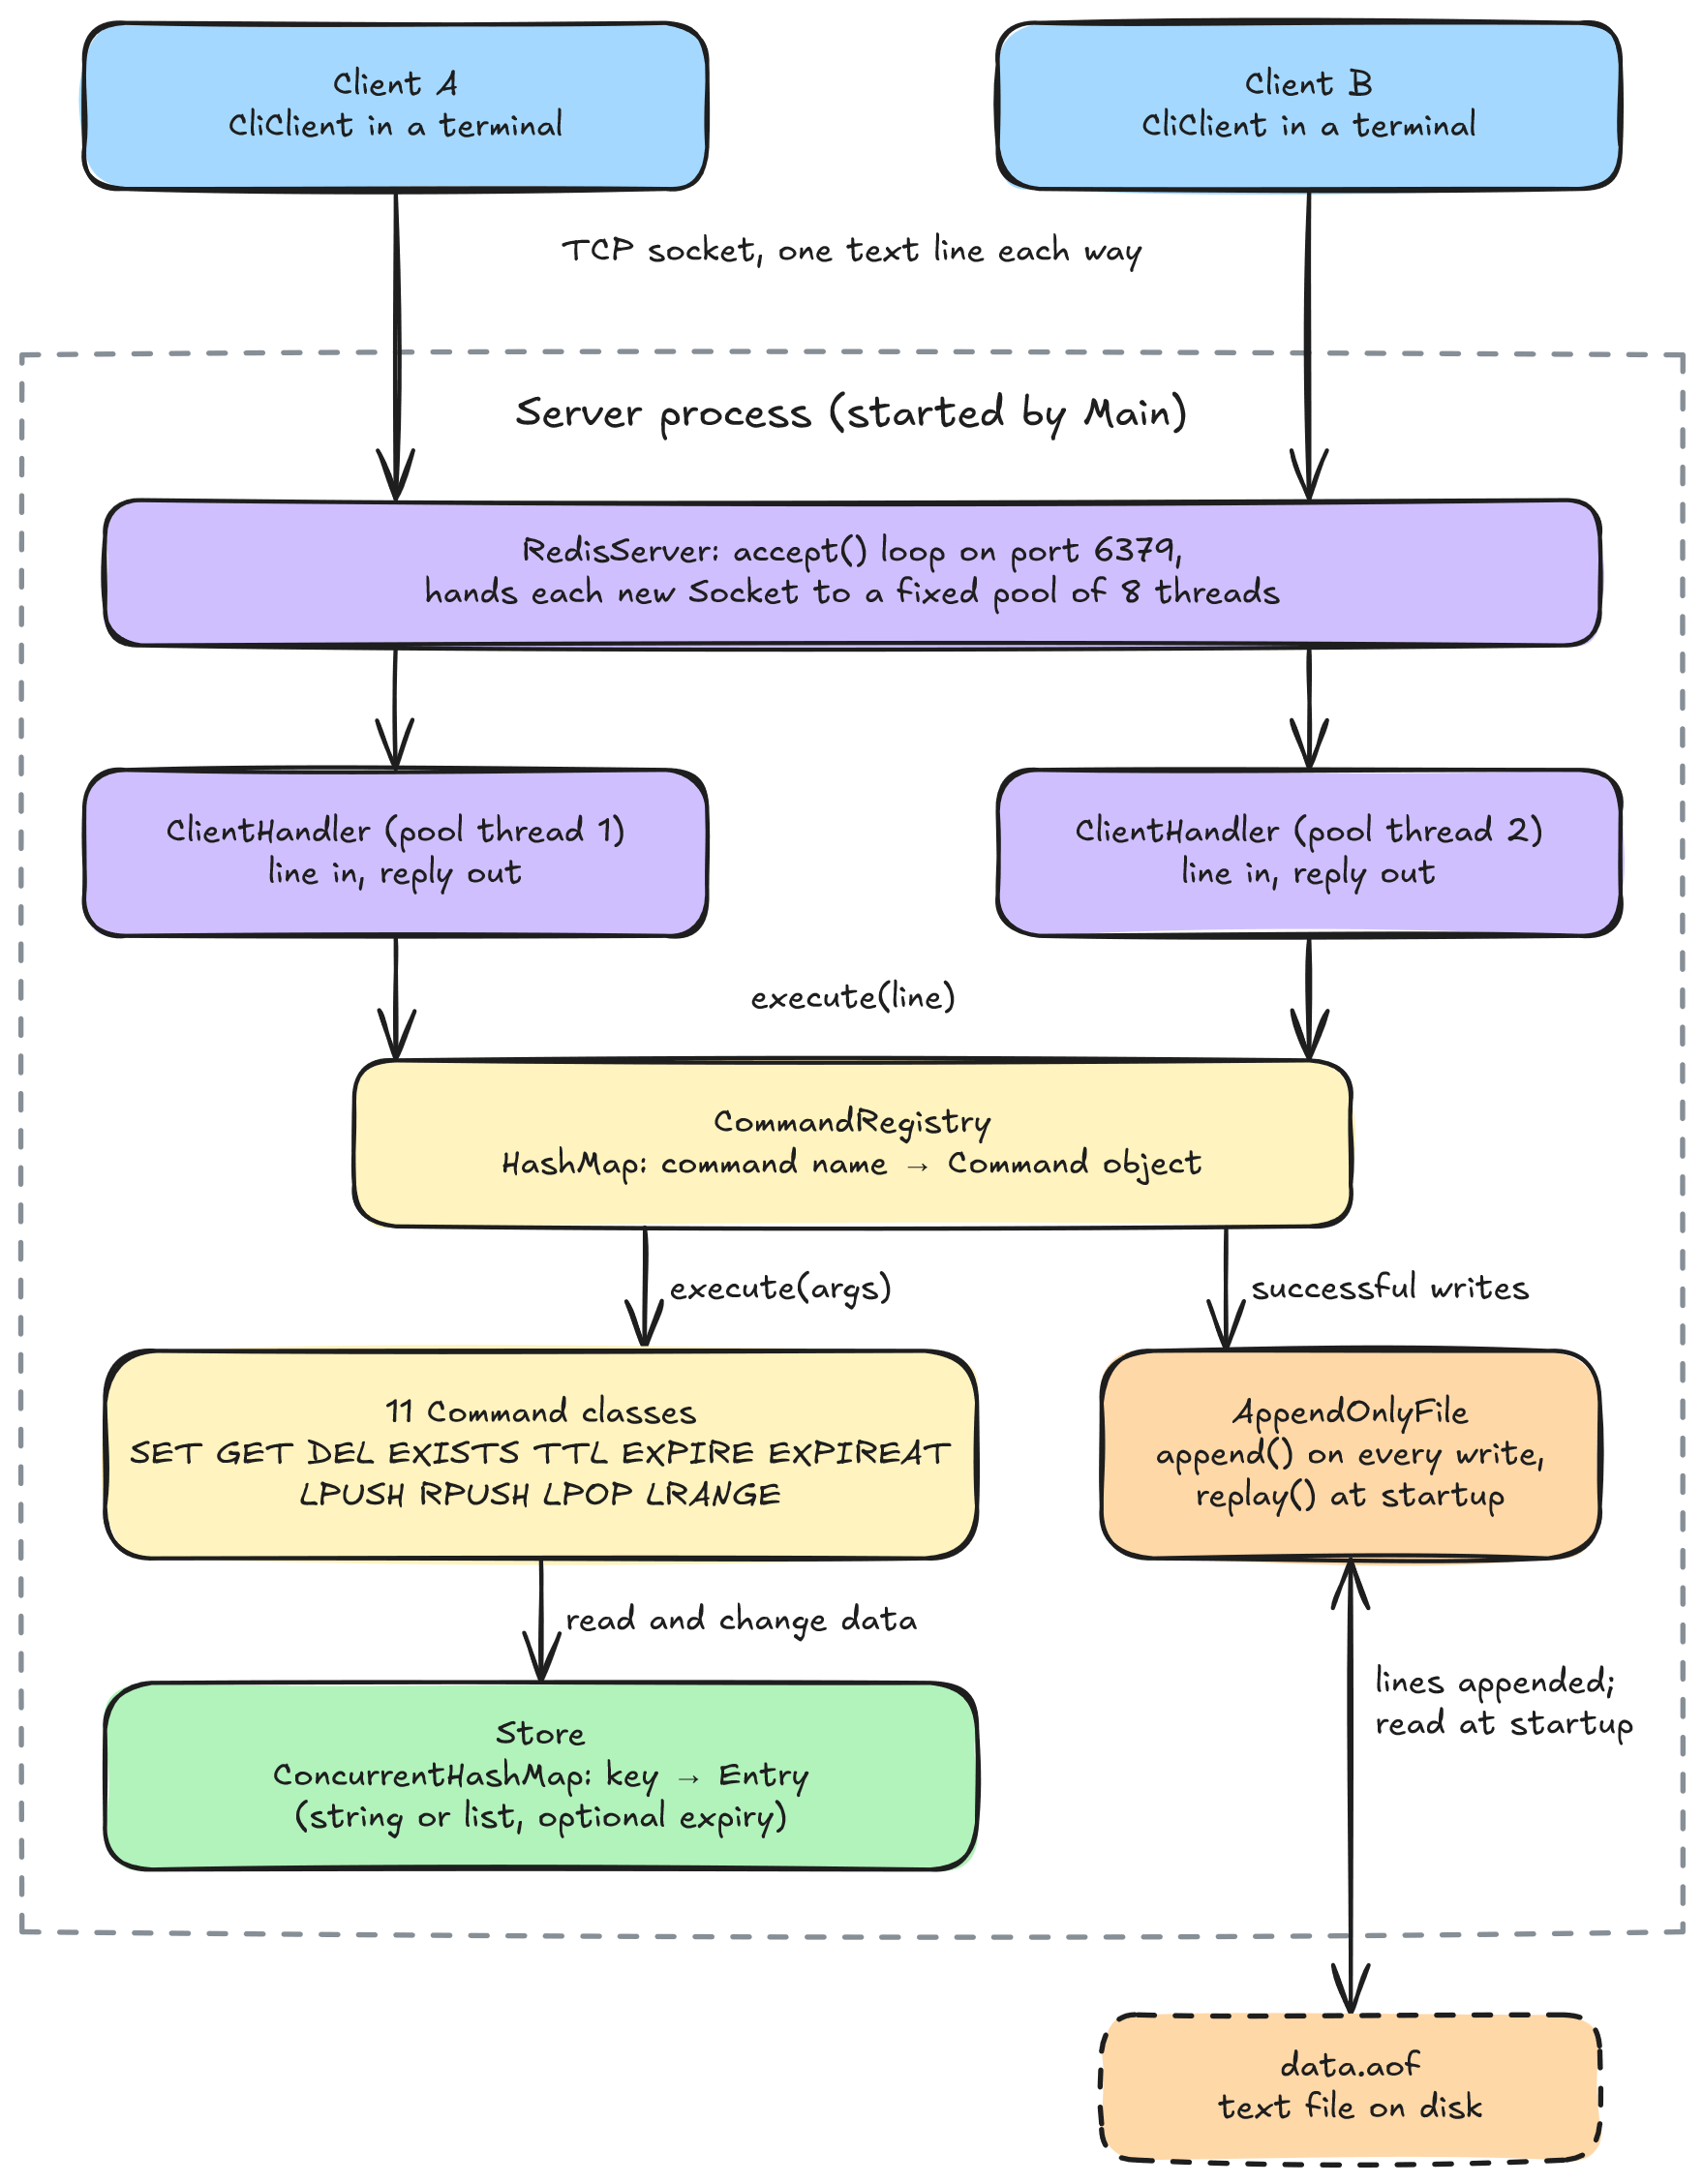 Client A
CliClient in a terminal
Client B
CliClient in a terminal
TCP socket, one text line each way
Server process (started by Main)
RedisServer: accept() loop on port 6379,
hands each new Socket to a fixed pool of 8 threads
ClientHandler (pool thread 1)
line in, reply out
ClientHandler (pool thread 2)
line in, reply out
execute(line)
CommandRegistry
HashMap: command name → Command object
execute(args)
successful writes
11 Command classes
SET GET DEL EXISTS TTL EXPIRE EXPIREAT
LPUSH RPUSH LPOP LRANGE
AppendOnlyFile
append() on every write,
replay() at startup
read and change data
lines appended;
read at startup
Store
ConcurrentHashMap: key → Entry
(string or list, optional expiry)
data.aof
text file on disk